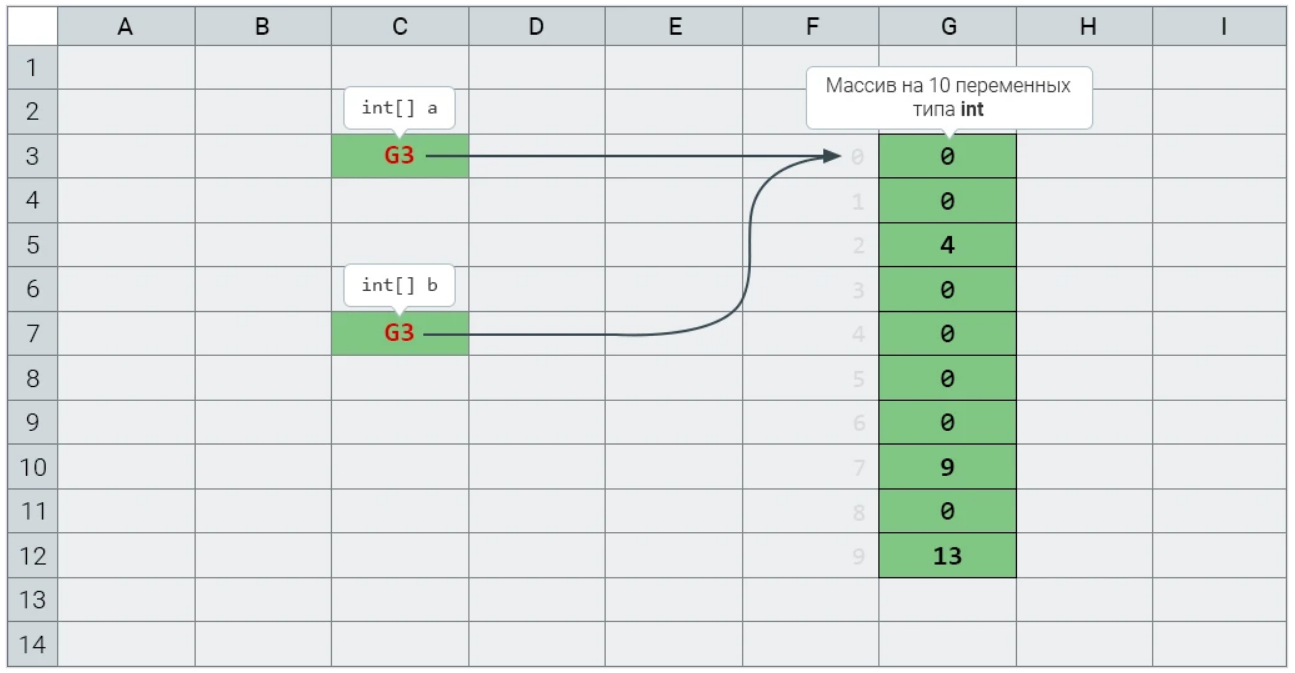 A B C D E F G H I
1
Массив на 10 переменных
типа int
2 int[] a
3 G3 0 0
4 1 0
5 2 4
6 int[] b 3 0
7 G3 4 0
8 5 0
9 6 0
10 7 9
11 8 0
12 9 13
13
14